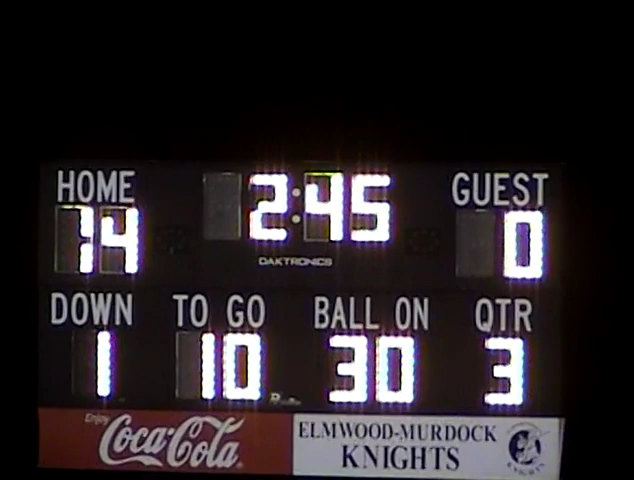 HOME 2:45 GUEST
14 0
DAKTRONICS
DOWN TO GO BALL ON QTR
1 10 30 3
Enjoy
Coca-Cola
ELMWOOD-MURDOCK
KNIGHTS
KNIGHTS